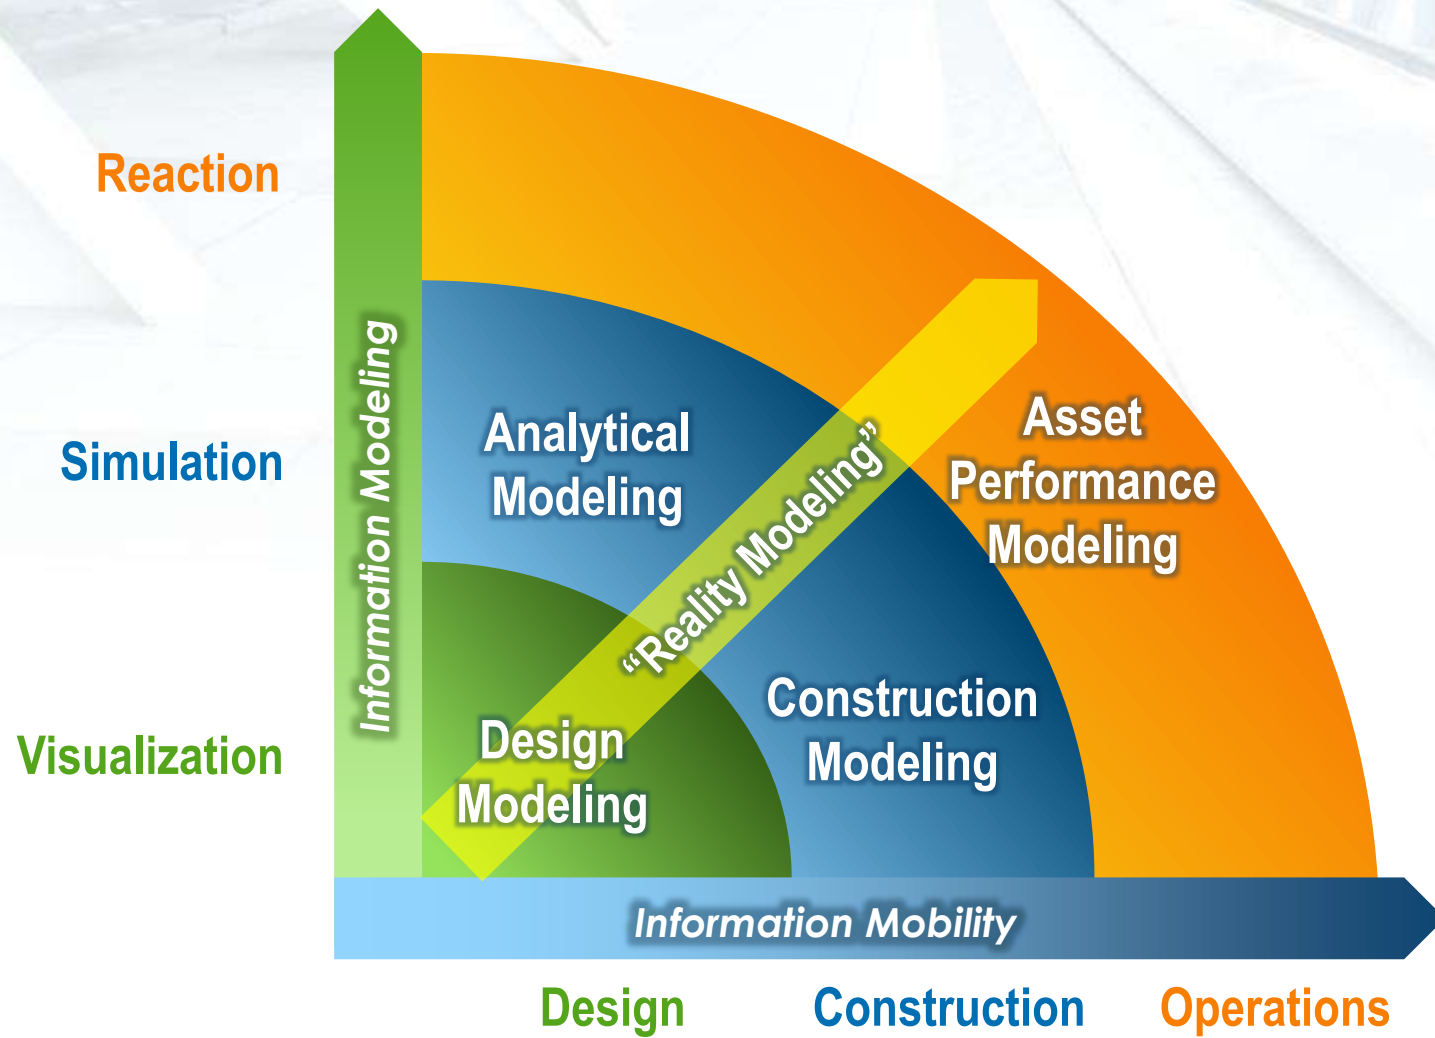 Reaction
Simulation
Visualization
Information Modeling
Analytical
Modeling
Design
Modeling
“Reality Modeling”
Construction
Modeling
Asset
Performance
Modeling
Information Mobility
Design
Construction
Operations